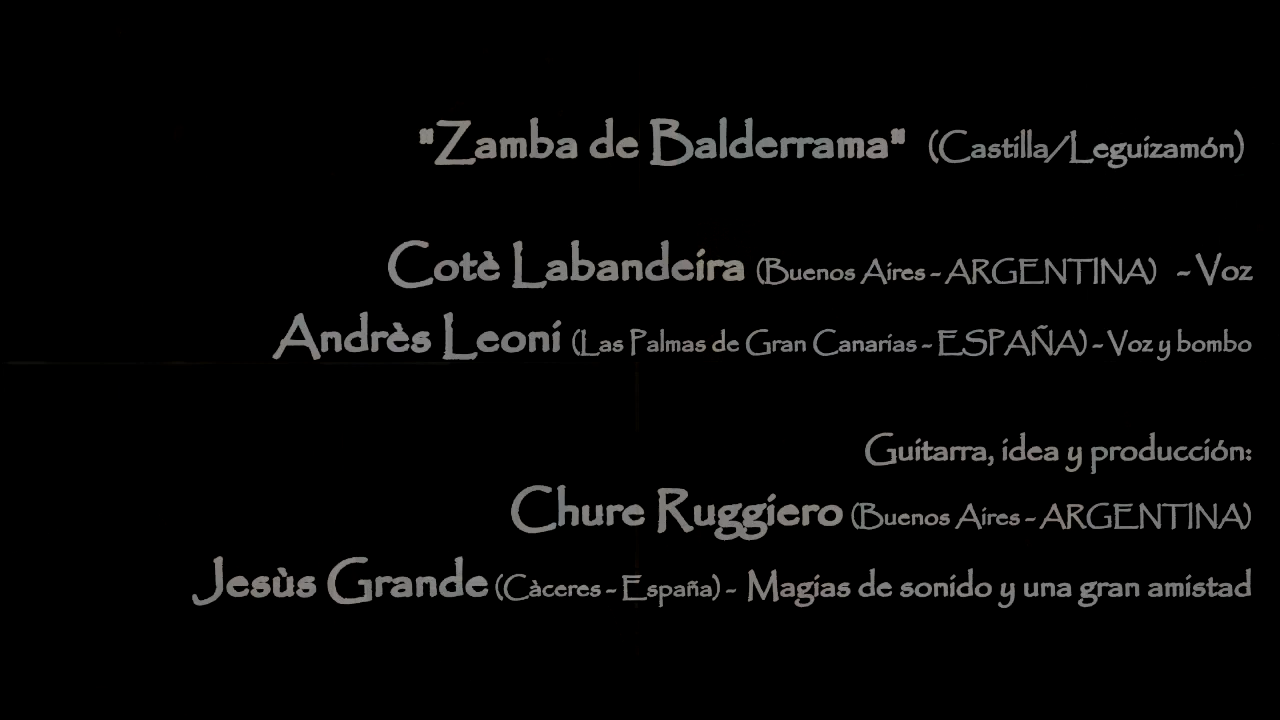 "Zamba de Balderrama" (Castilla/Leguizamón)
Cotè Labandeira (Buenos Aires - ARGENTINA) - Voz
Andrès Leoni (Las Palmas de Gran Canarias - ESPAÑA) - Voz y bombo
Guitarra, idea y producción:
Chure Ruggiero (Buenos Aires - ARGENTINA)
Jesùs Grande (Càceres - España) - Magias de sonido y una gran amistad